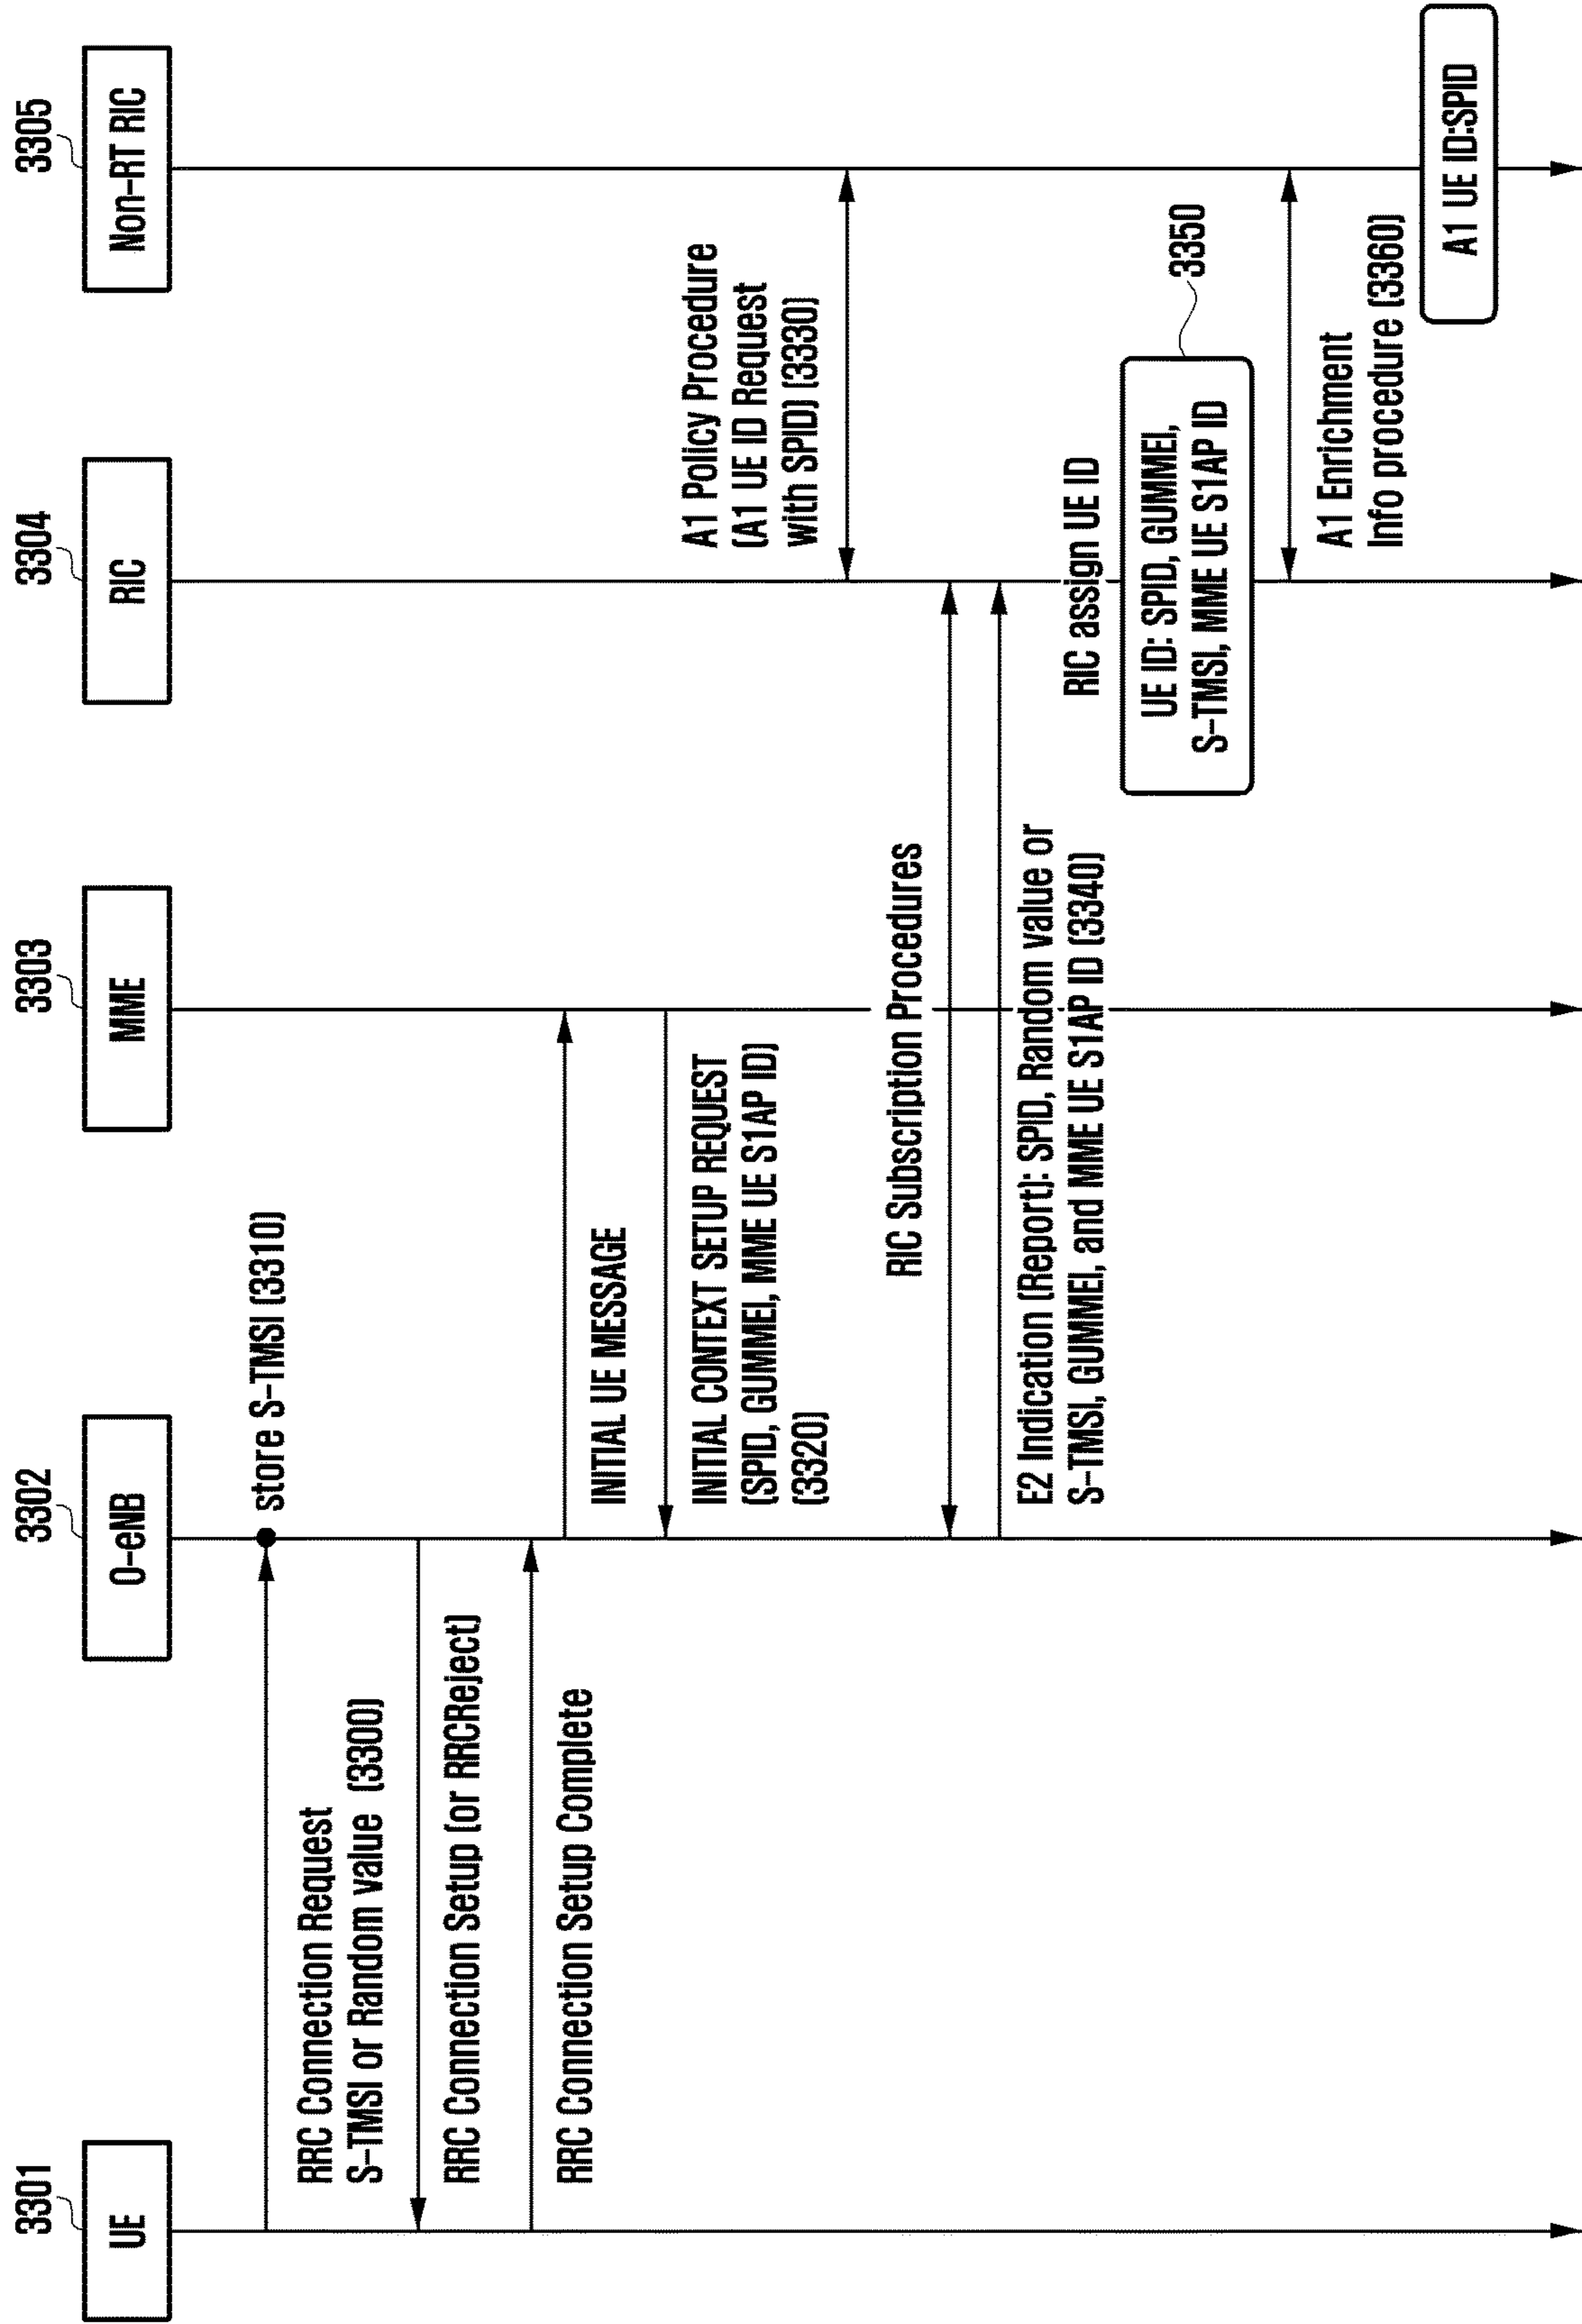 3301
3302
3303
3304
3305
UE
O-eNB
MME
RIC
Non-RT RIC
store S-TMSI (3310)
RRC Connection Request
S-TMSI or Random value (3300)
RRC Connection Setup (or RRCReject)
RRC Connection Setup Complete
INITIAL UE MESSAGE
INITIAL CONTEXT SETUP REQUEST
(SPID, GUMMEI, MME UE S1AP ID)
(3320)
A1 Policy Procedure
(A1 UE ID Request
with SPID) (3330)
RIC Subscription Procedures
E2 Indication (Report): SPID, Random value or
S-TMSI, GUMMEI, and MME UE S1AP ID (3340)
RIC assign UE ID
UE ID: SPID, GUMMEI,
S-TMSI, MME UE S1AP ID
3350
A1 Enrichment
Info procedure (3360)
A1 UE ID:SPID